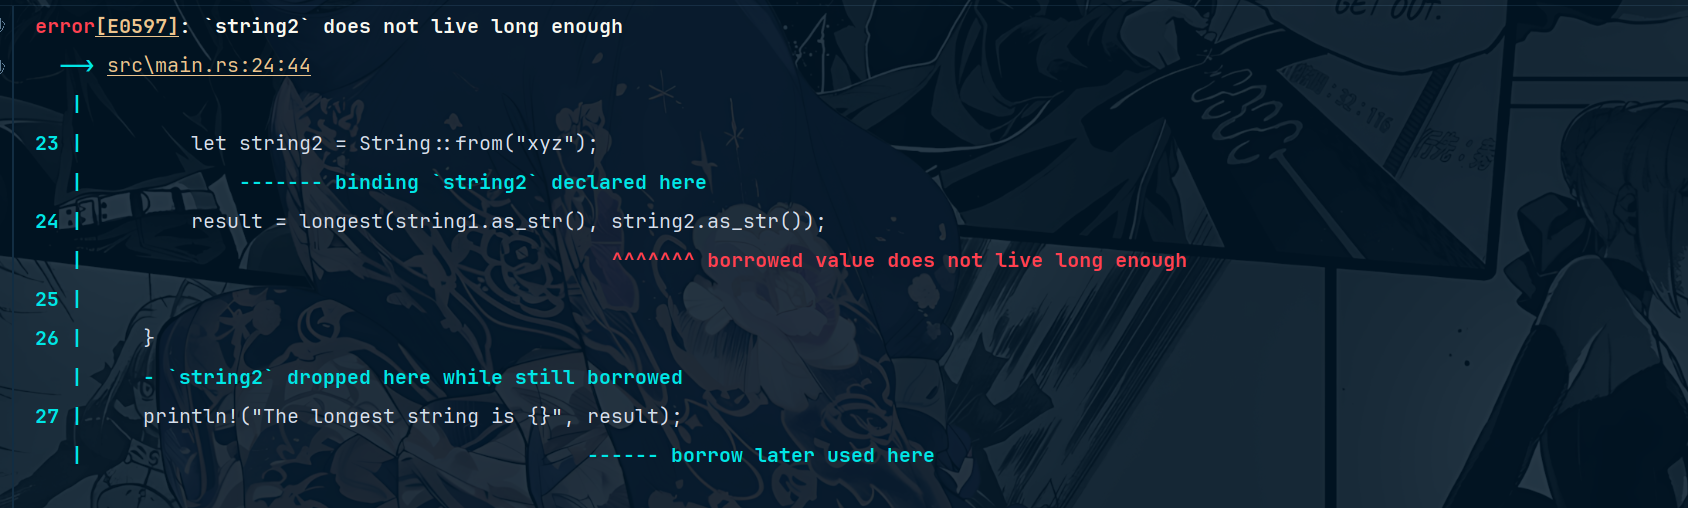 GET OUT.
error[E0597]: `string2` does not live long enough
--> src\main.rs:24:44
|
23 |         let string2 = String::from("xyz");
|             ------- binding `string2` declared here
24 |         result = longest(string1.as_str(), string2.as_str());
|                                            ^^^^^^^ borrowed value does not live long enough
25 |
26 |     }
|     - `string2` dropped here while still borrowed
27 |     println!("The longest string is {}", result);
|                                          ------ borrow later used here